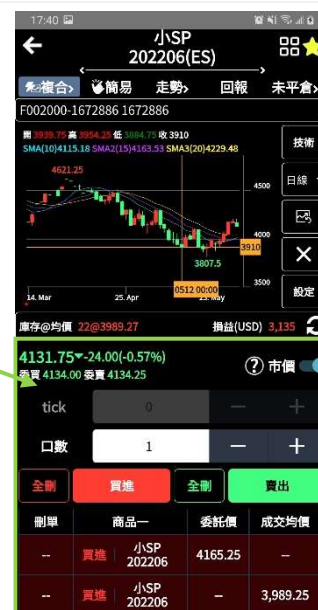 17:40
小SP
202206(ES)
複合> 簡易 走勢> 回報 未平倉>
F002000-1672886 1672886
開 3939.75 高 3954.25 低 3884.75 收 3910
SMA(10)4115.18 SMA2(15)4163.53 SMA3(20)4229.48
技術
4621.25
日線
4500
4000
3910
3807.5
3500
14. Mar 25. Apr 0512 00:00 23. May
設定
庫存@均價 22@3989.27 損益(USD) 3,135
4131.75▼-24.00(-0.57%)
委買 4134.00 委賣 4134.25
? 市價
tick 0 — +
口數 1 — +
全刪 買進 全刪 賣出
刪單 商品一 委託價 成交均價
-- 買進 小SP 202206 4165.25 --
-- 買進 小SP 202206 -- 3,989.25